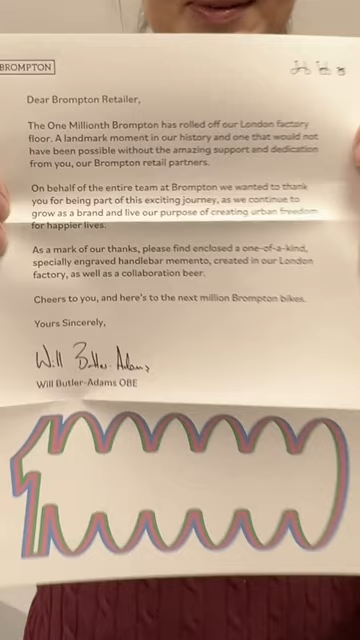 BROMPTON
Dear Brompton Retailer,
The One Millionth Brompton has rolled off our London factory
floor. A landmark moment in our history and one that would not
have been possible without the amazing support and dedication
from you, our Brompton retail partners.
On behalf of the entire team at Brompton we wanted to thank
you for being part of this exciting journey, as we continue to
grow as a brand and live our purpose of creating urban freedom
for happier lives.
As a mark of our thanks, please find enclosed a one-of-a-kind,
specially engraved handlebar memento, created in our London
factory, as well as a collaboration beer.
Cheers to you, and here's to the next million Brompton bikes.
Yours Sincerely,
Will Butler-Adams
Will Butler-Adams OBE